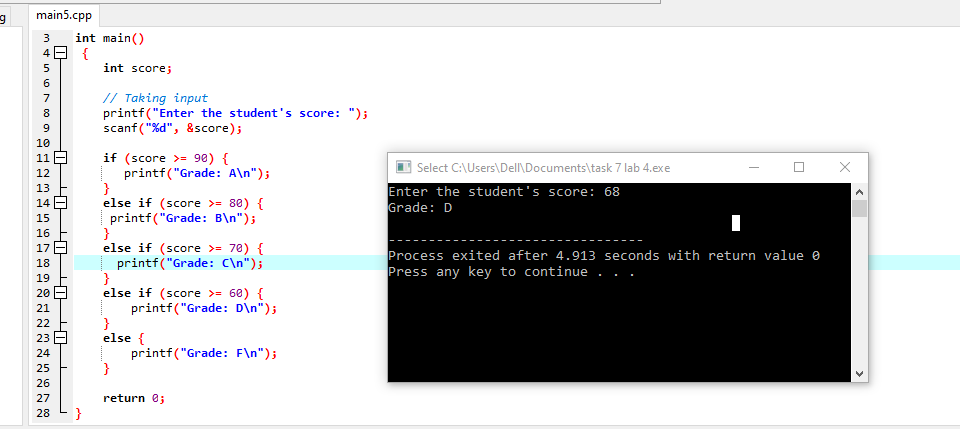 g
main5.cpp
3 int main()
4 {
5 int score;
6
7 // Taking input
8 printf("Enter the student's score: ");
9 scanf("%d", &score);
10
11 if (score >= 90) {
12 printf("Grade: A\n");
13 }
14 else if (score >= 80) {
15 printf("Grade: B\n");
16 }
17 else if (score >= 70) {
18 printf("Grade: C\n");
19 }
20 else if (score >= 60) {
21 printf("Grade: D\n");
22 }
23 else {
24 printf("Grade: F\n");
25 }
26
27 return 0;
28 }
Select C:\Users\Dell\Documents\task 7 lab 4.exe
Enter the student's score: 68
Grade: D
--------------------------------
Process exited after 4.913 seconds with return value 0
Press any key to continue . . .